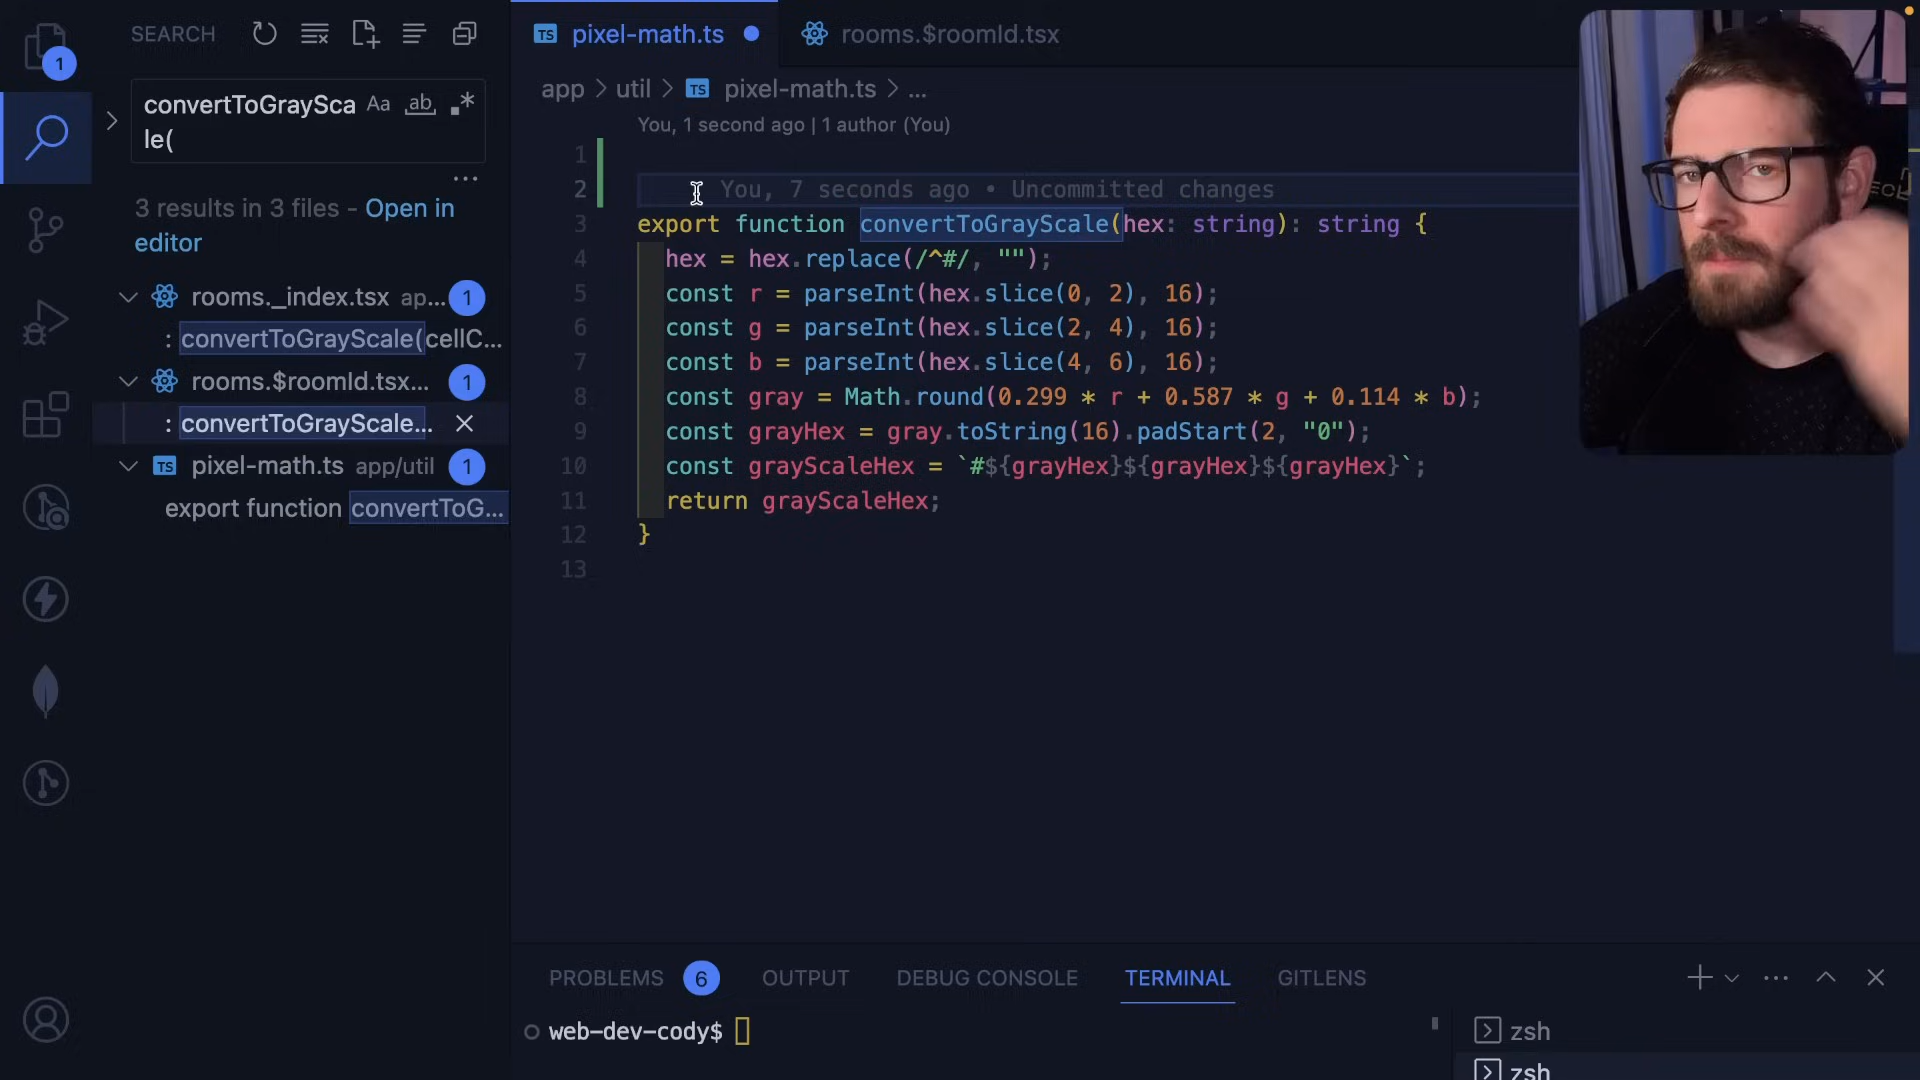 SEARCH
1
convertToGraySca
le(
Aa
ab
3 results in 3 files - Open in
editor
rooms._index.tsx ap... 1
: convertToGrayScale(cellC...
rooms.$roomId.tsx... 1
: convertToGrayScale...
TS pixel-math.ts app/util 1
export function convertToG...
TS pixel-math.ts
rooms.$roomId.tsx
app > util > TS pixel-math.ts > ...
You, 1 second ago | 1 author (You)
1
2 You, 7 seconds ago • Uncommitted changes
3 export function convertToGrayScale(hex: string): string {
4 hex = hex.replace(/^#/, "");
5 const r = parseInt(hex.slice(0, 2), 16);
6 const g = parseInt(hex.slice(2, 4), 16);
7 const b = parseInt(hex.slice(4, 6), 16);
8 const gray = Math.round(0.299 * r + 0.587 * g + 0.114 * b);
9 const grayHex = gray.toString(16).padStart(2, "0");
10 const grayScaleHex = `#${grayHex}${grayHex}${grayHex}`;
11 return grayScaleHex;
12 }
13
PROBLEMS 6 OUTPUT DEBUG CONSOLE TERMINAL GITLENS
web-dev-cody$
zsh
zsh